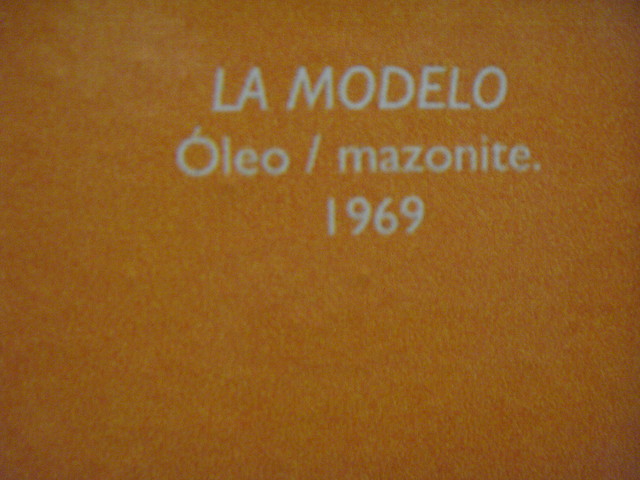 LA MODELO
Óleo / mazonite.
1969